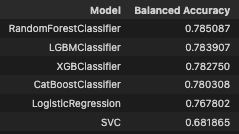 Model Balanced Accuracy
RandomForestClassifier 0.785087
LGBMClassifier 0.783907
XGBClassifier 0.782750
CatBoostClassifier 0.780308
LogisticRegression 0.767802
SVC 0.681865